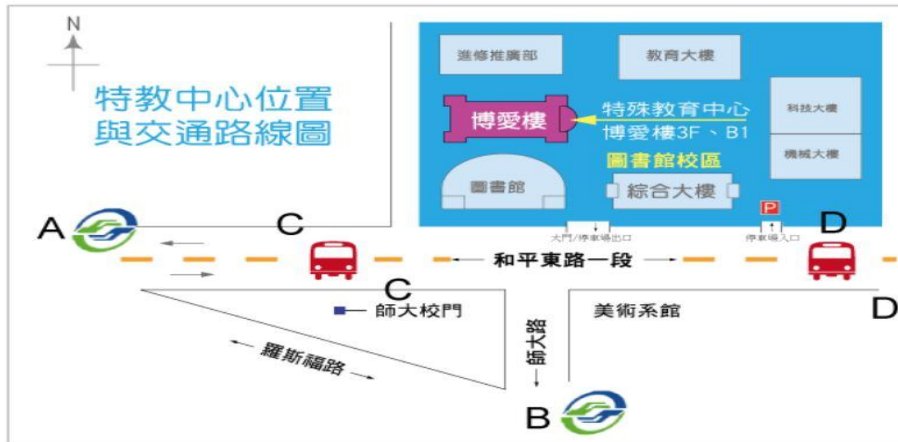 N
特教中心位置
與交通路線圖
進修推廣部
教育大樓
博愛樓
特殊教育中心
博愛樓3F、B1
科技大樓
機械大樓
圖書館校區
圖書館
綜合大樓
P
大門/停車場出口
停車場入口
A
C
D
和平東路一段
C
D
師大校門
美術系館
羅斯福路
師大路
B